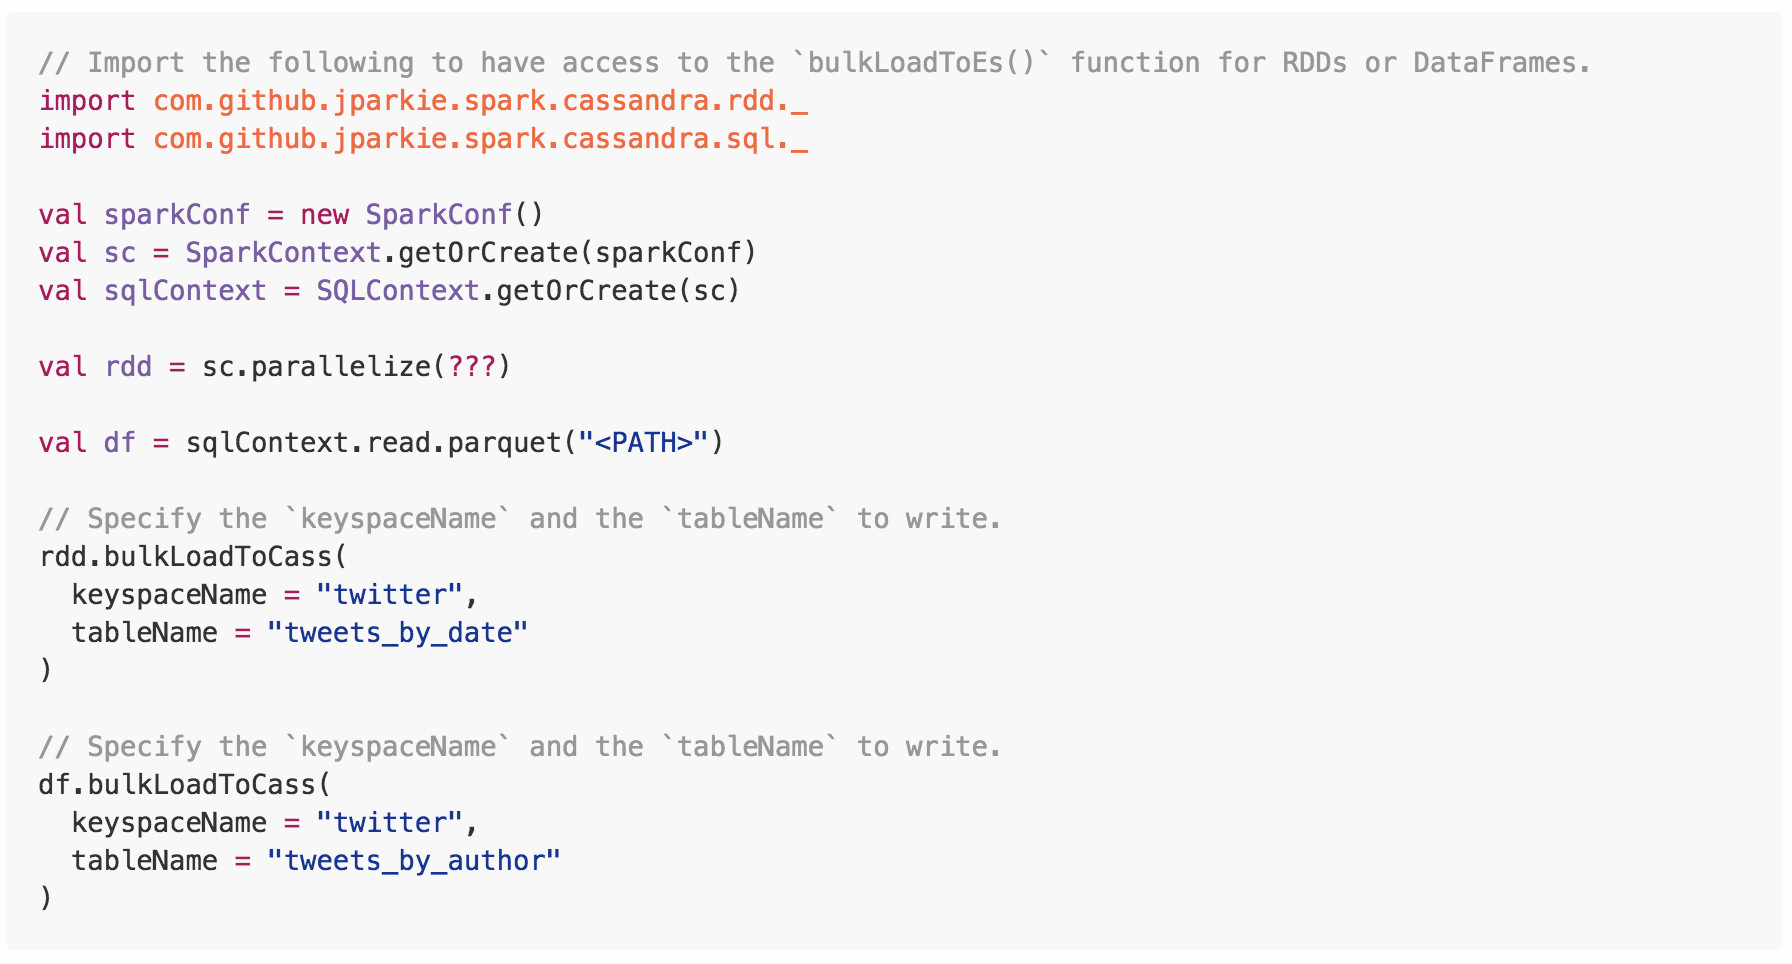 // Import the following to have access to the `bulkLoadToEs()` function for RDDs or DataFrames.
import com.github.jparkie.spark.cassandra.rdd._
import com.github.jparkie.spark.cassandra.sql._

val sparkConf = new SparkConf()
val sc = SparkContext.getOrCreate(sparkConf)
val sqlContext = SQLContext.getOrCreate(sc)

val rdd = sc.parallelize(???)

val df = sqlContext.read.parquet("<PATH>")

// Specify the `keyspaceName` and the `tableName` to write.
rdd.bulkLoadToCass(
  keyspaceName = "twitter",
  tableName = "tweets_by_date"
)

// Specify the `keyspaceName` and the `tableName` to write.
df.bulkLoadToCass(
  keyspaceName = "twitter",
  tableName = "tweets_by_author"
)